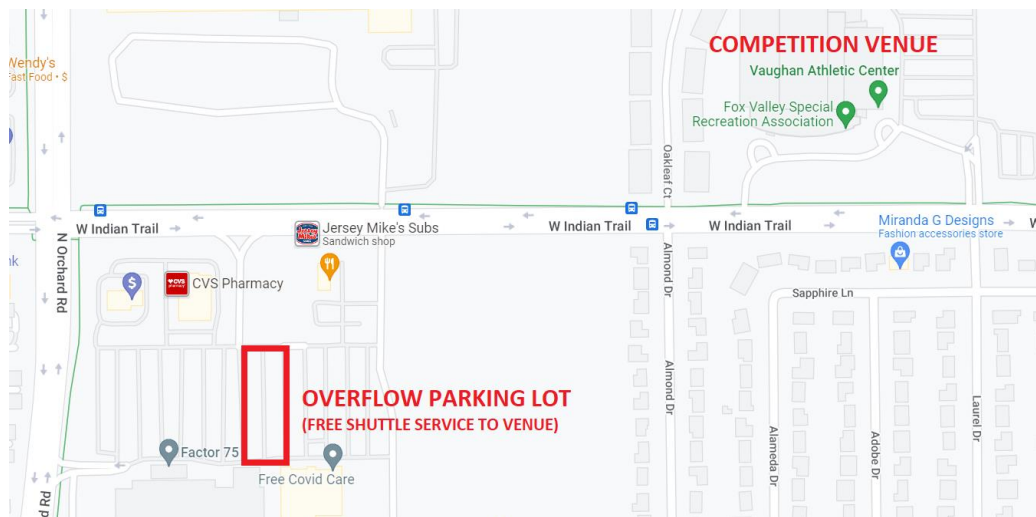 COMPETITION VENUE
Vaughan Athletic Center
Fox Valley Special
Recreation Association
Wendy's
Fast Food • $
Oakleaf Ct
W Indian Trail
W Indian Trail
W Indian Trail
W
Jersey Mike's Subs
Sandwich shop
Miranda G Designs
Fashion accessories store
N Orchard Rd
nk
$
CVS pharmacy
CVS Pharmacy
Almond Dr
Sapphire Ln
OVERFLOW PARKING LOT
(FREE SHUTTLE SERVICE TO VENUE)
Almond Dr
Laurel Dr
Factor 75
Free Covid Care
Alameda Dr
Adobe Dr
d Rd